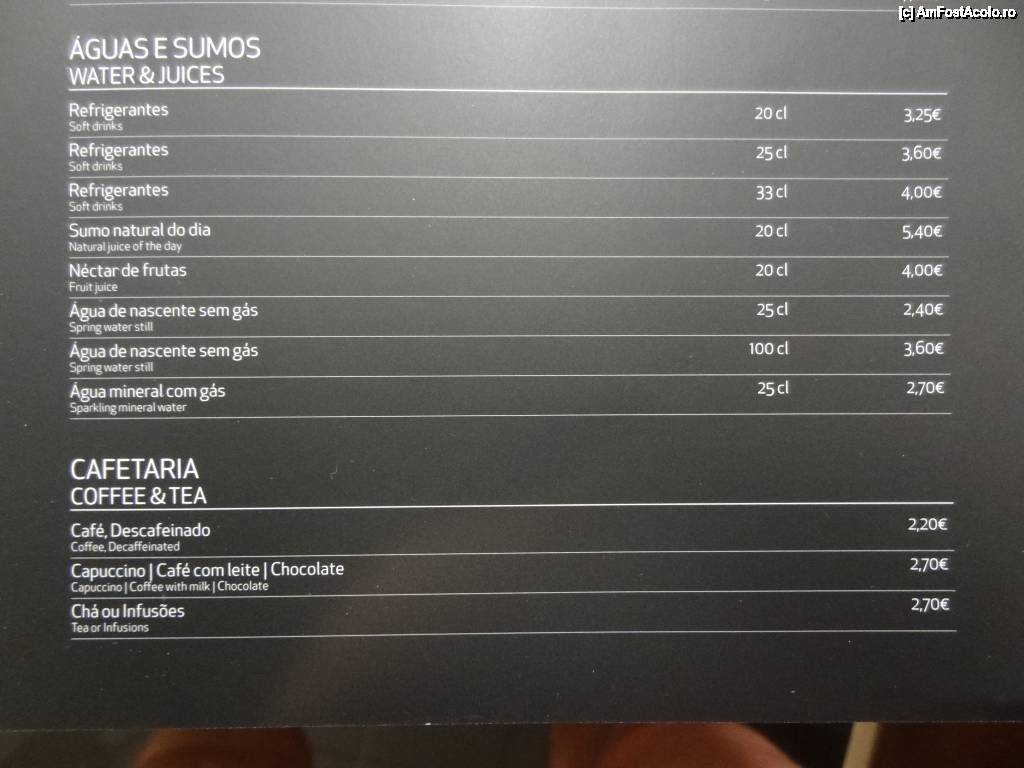 [c] AmFostAcolo.ro
ÁGUAS E SUMOS
WATER & JUICES
Refrigerantes 20 cl 3,25€
Soft drinks
Refrigerantes 25 cl 3,60€
Soft drinks
Refrigerantes 33 cl 4,00€
Soft drinks
Sumo natural do dia 20 cl 5,40€
Natural juice of the day
Néctar de frutas 20 cl 4,00€
Fruit juice
Água de nascente sem gás 25 cl 2,40€
Spring water still
Água de nascente sem gás 100 cl 3,60€
Spring water still
Água mineral com gás 25 cl 2,70€
Sparkling mineral water
CAFETARIA
COFFEE & TEA
Café, Descafeinado 2,20€
Coffee, Decaffeinated
Capuccino | Café com leite | Chocolate 2,70€
Capuccino | Coffee with milk | Chocolate
Chá ou Infusões 2,70€
Tea or Infusions